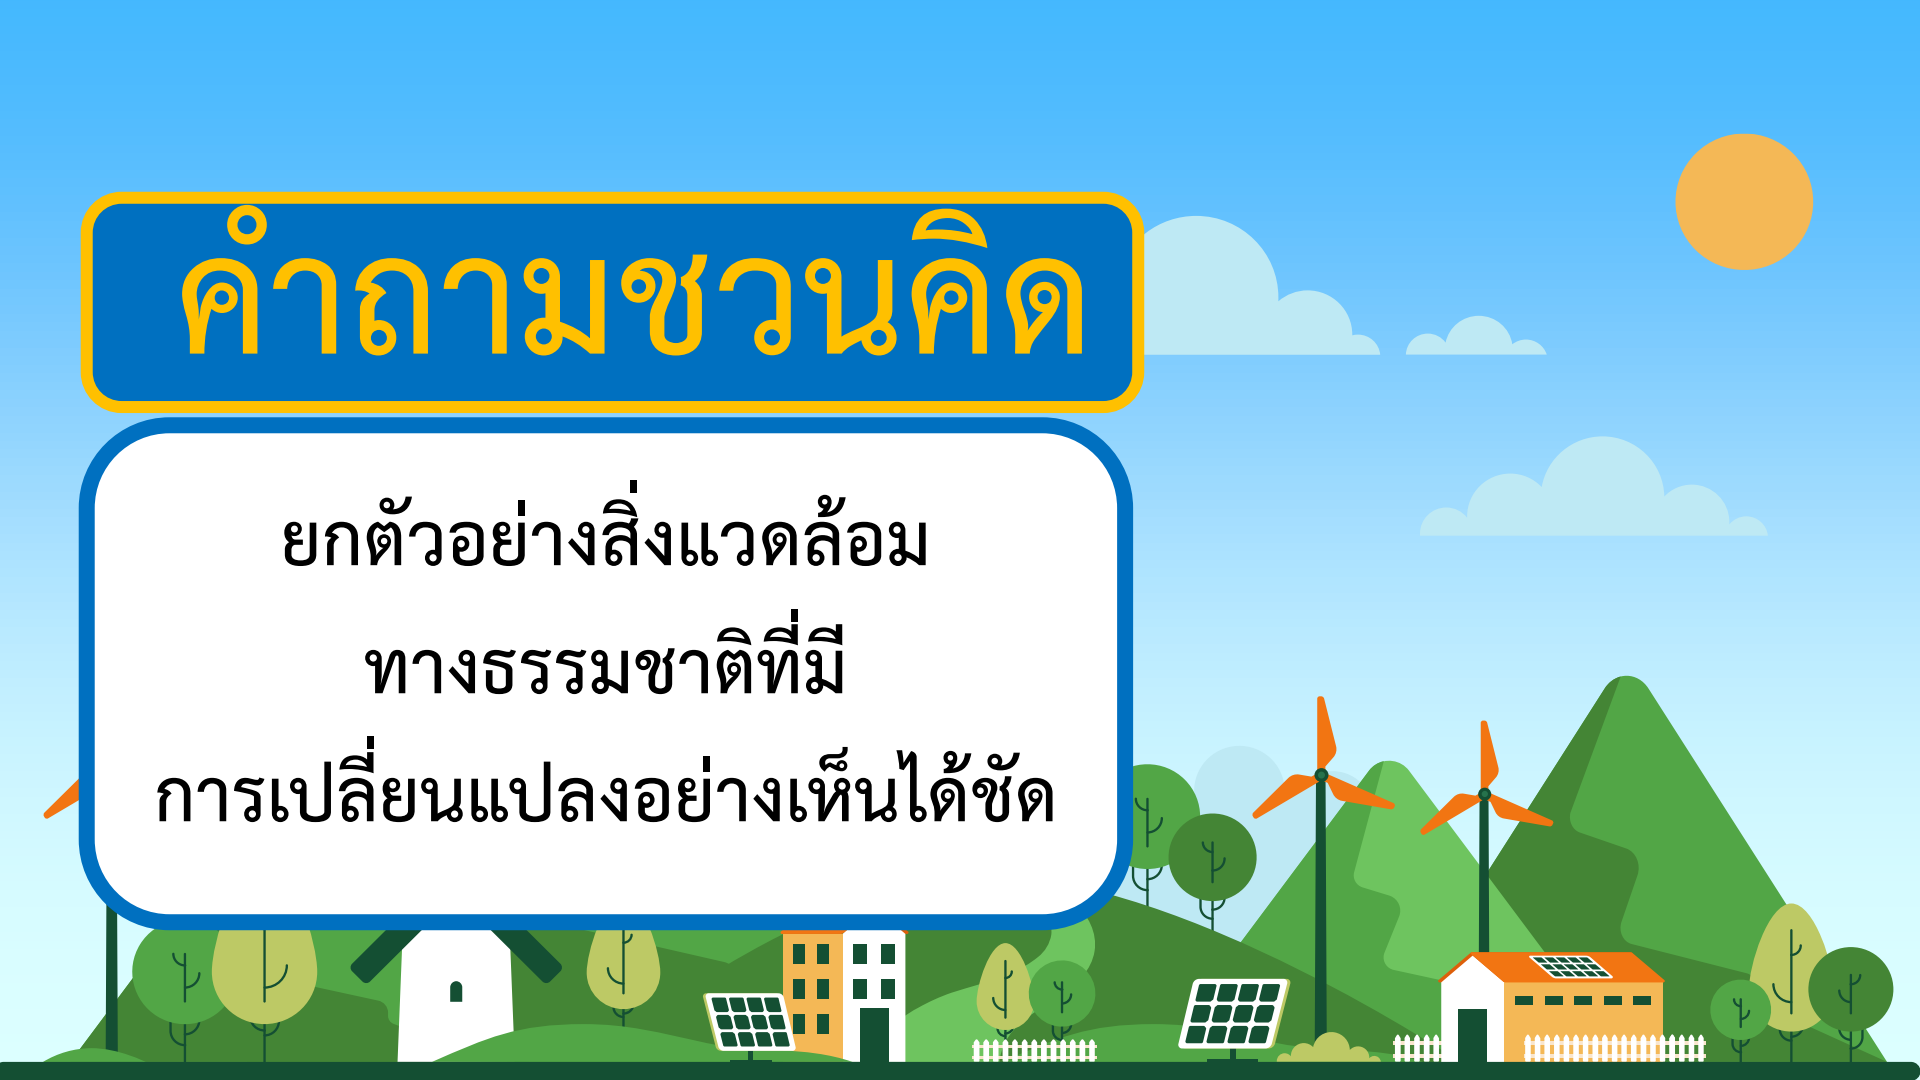 คำถามชวนคิด
ยกตัวอย่างสิ่งแวดล้อม
ทางธรรมชาติที่มี
การเปลี่ยนแปลงอย่างเห็นได้ชัด